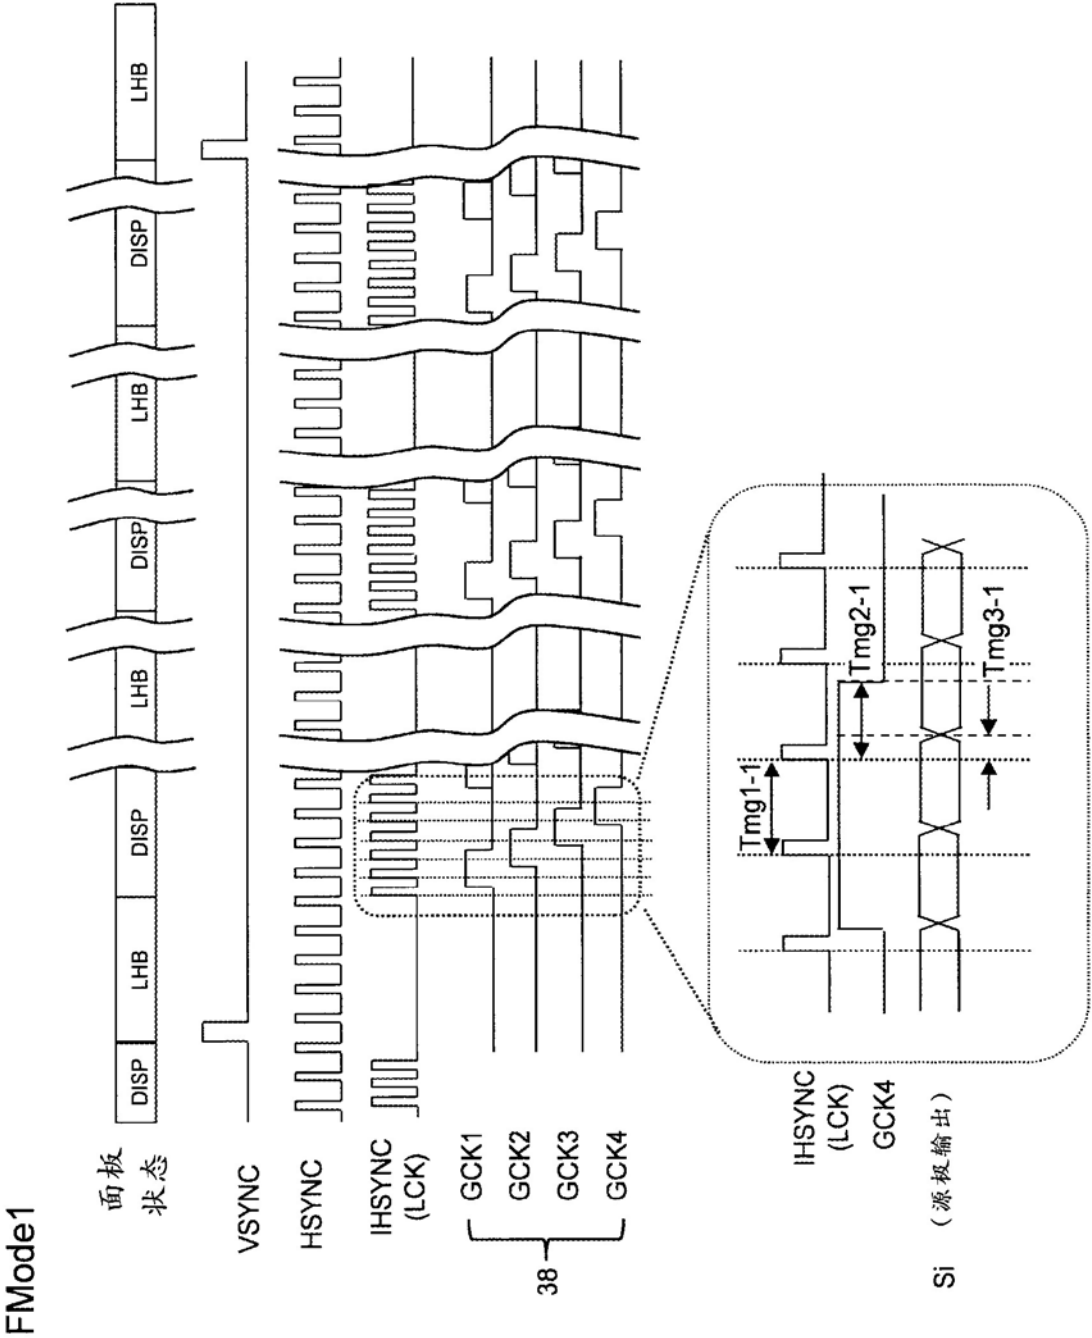 FMode1
面板
状态
DISP
LHB
DISP
LHB
DISP
LHB
DISP
LHB
VSYNC
HSYNC
IHSYNC
(LCK)
GCK1
GCK2
GCK3
GCK4
38
IHSYNC
(LCK)
GCK4
Si
（源极输出）
Tmg1-1
Tmg2-1
Tmg3-1